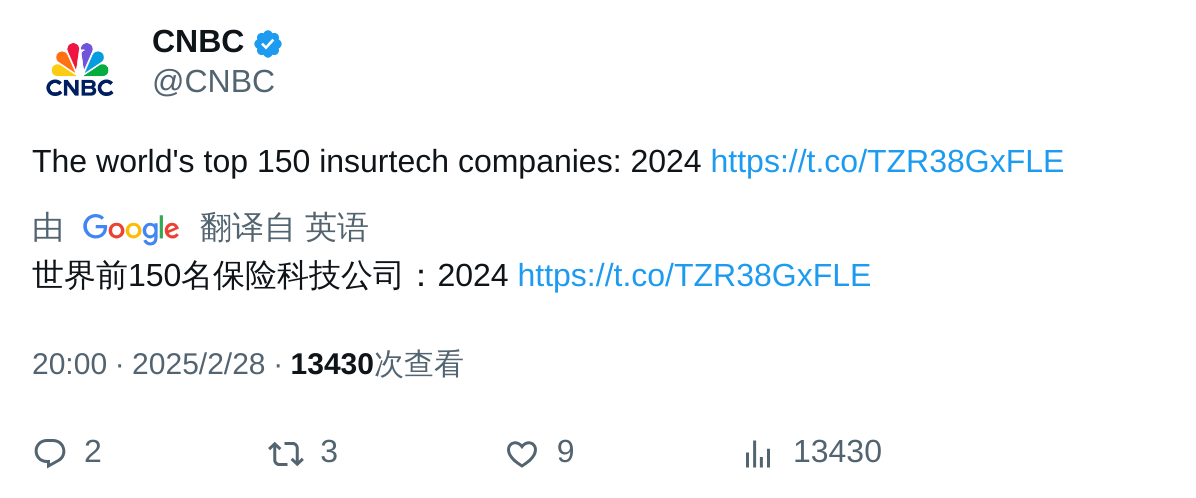 CNBC
@CNBC
CNBC
The world's top 150 insurtech companies: 2024 https://t.co/TZR38GxFLE
由 Google 翻译自 英语
世界前150名保险科技公司：2024 https://t.co/TZR38GxFLE
20:00 · 2025/2/28 · 13430次查看
2 3 9 13430